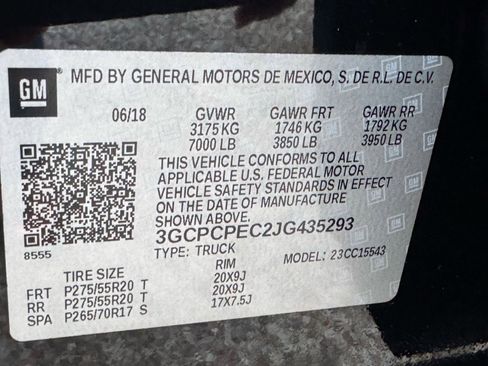 GM
MFD BY GENERAL MOTORS DE MEXICO, S. DE R.L. DE C.V.
06/18 GVWR GAWR FRT GAWR RR
3175 KG 1746 KG 1792 KG
7000 LB 3850 LB 3950 LB
THIS VEHICLE CONFORMS TO ALL
APPLICABLE U.S. FEDERAL MOTOR
VEHICLE SAFETY STANDARDS IN EFFECT
ON THE DATE OF MANUFACTURE
SHOWN ABOVE.
3GCPCPEC2JG435293
TYPE: TRUCK MODEL: 23CC15543
8555
TIRE SIZE RIM
FRT P275/55R20 T 20X9J
RR P275/55R20 T 20X9J
SPA P265/70R17 S 17X7.5J